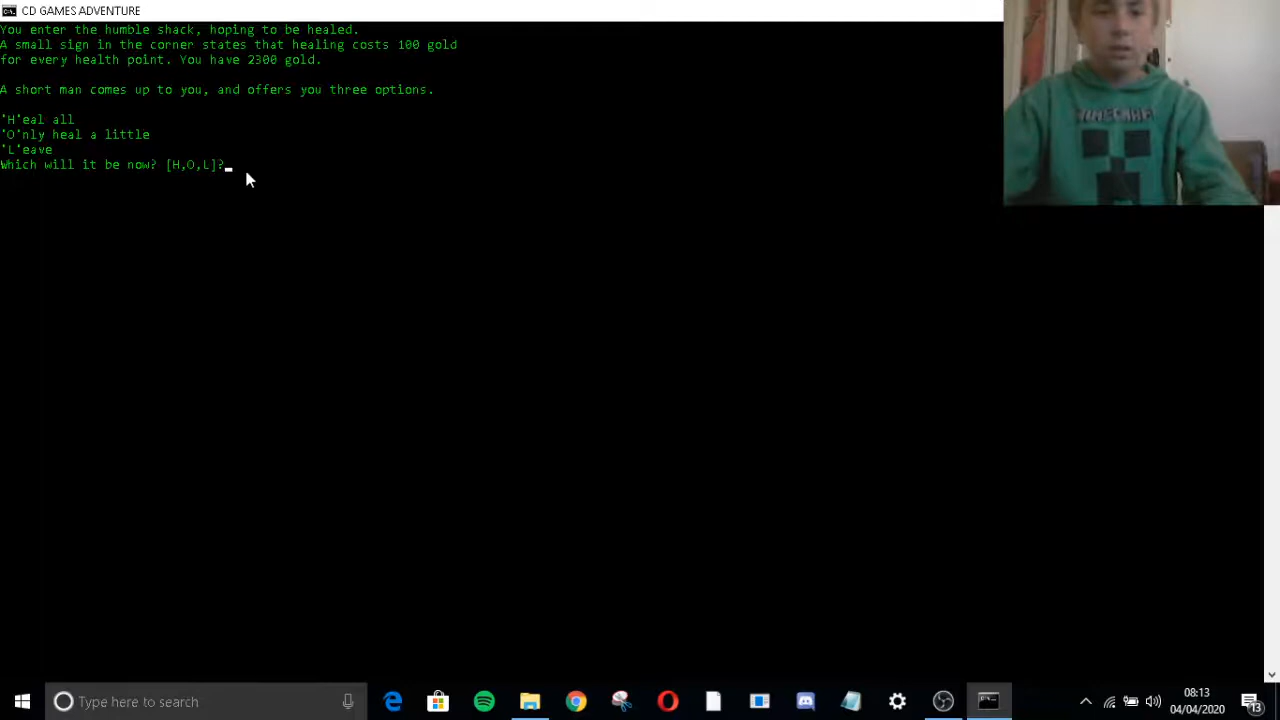 CD GAMES ADVENTURE
You enter the humble shack, hoping to be healed.
A small sign in the corner states that healing costs 100 gold
for every health point. You have 2300 gold.
A short man comes up to you, and offers you three options.
'H'eal all
'O'nly heal a little
'L'eave
Which will it be now? [H,O,L]?
MINECRAFT
Type here to search
08:13
04/04/2020
13